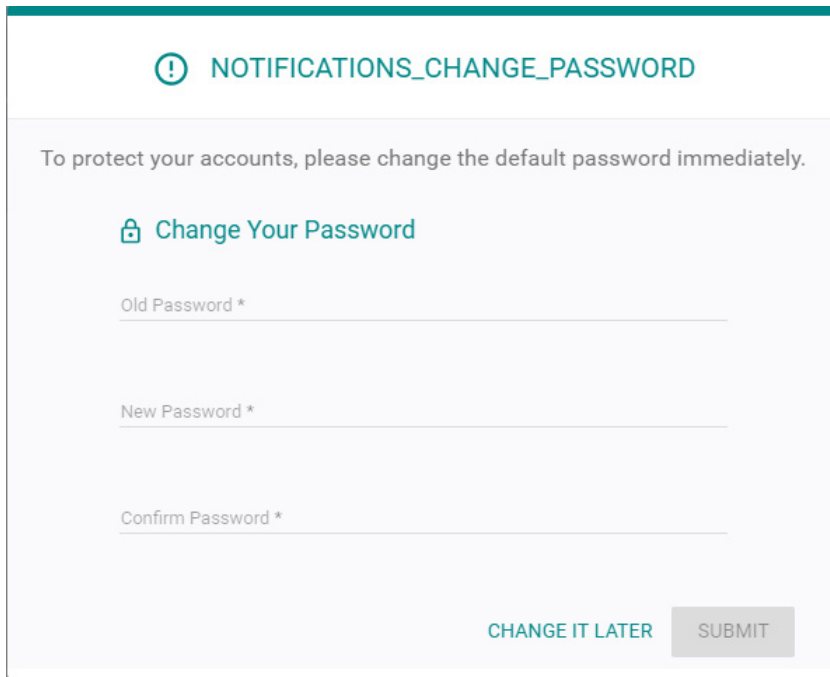 NOTIFICATIONS_CHANGE_PASSWORD
To protect your accounts, please change the default password immediately.
Change Your Password
Old Password *
New Password *
Confirm Password *
CHANGE IT LATER SUBMIT